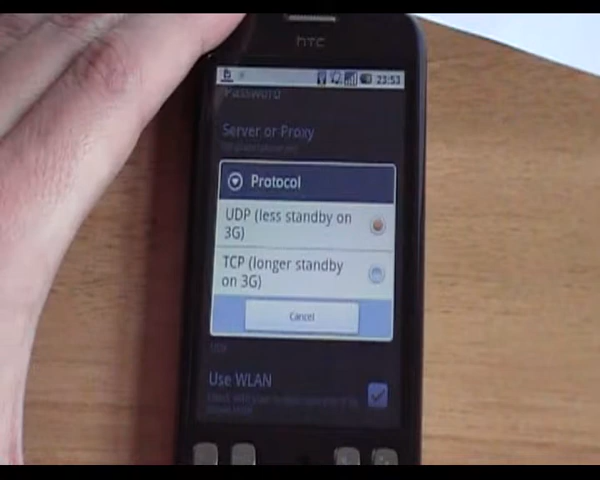 htc
23:53
Password
Server or Proxy
Protocol
UDP (less standby on
3G)
TCP (longer standby
on 3G)
Cancel
Use WLAN